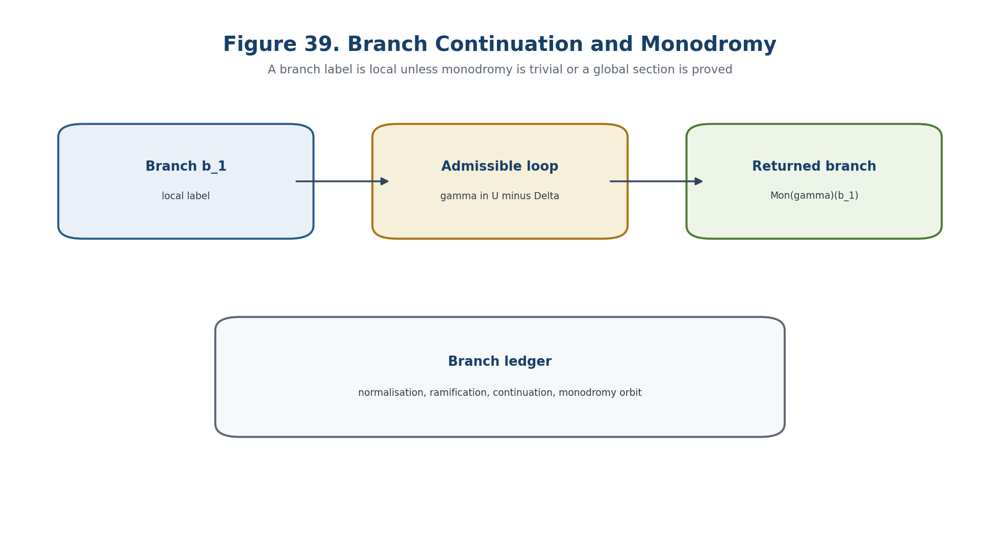 Figure 39. Branch Continuation and Monodromy
A branch label is local unless monodromy is trivial or a global section is proved
Branch b_1
local label
Admissible loop
gamma in U minus Delta
Returned branch
Mon(gamma)(b_1)
Branch ledger
normalisation, ramification, continuation, monodromy orbit